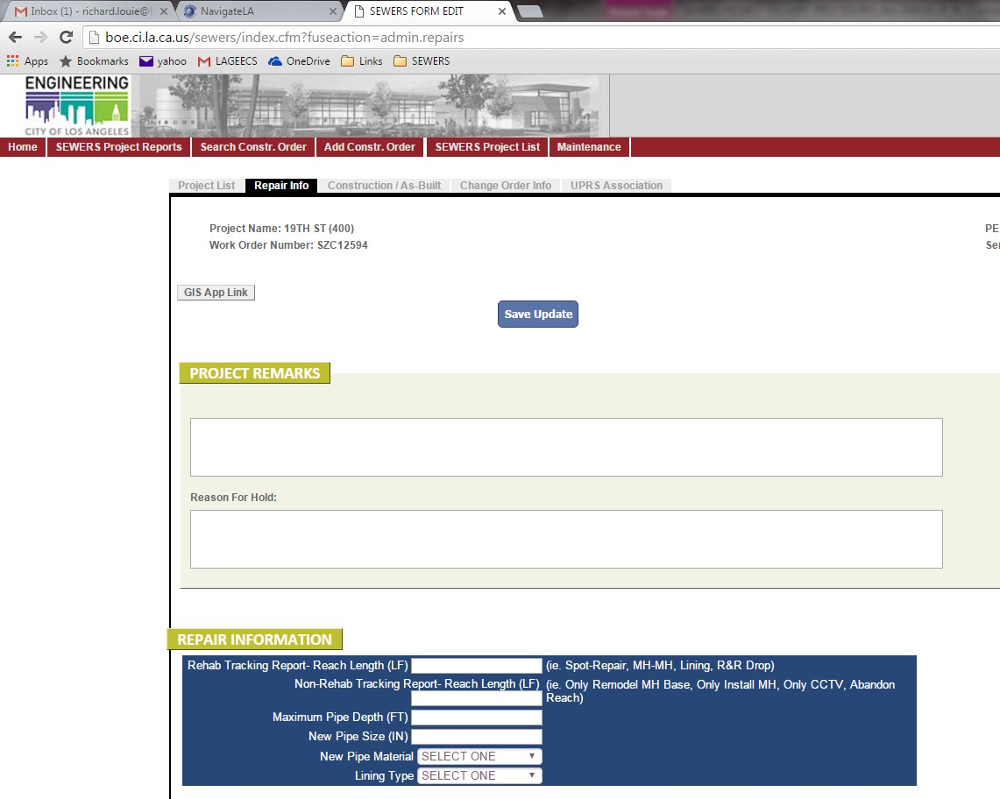 Inbox (1) - richard.louie@l
NavigateLA
SEWERS FORM EDIT
boe.ci.la.ca.us/sewers/index.cfm?fuseaction=admin.repairs
Apps Bookmarks yahoo LAGEECS OneDrive Links SEWERS
ENGINEERING
CITY OF LOS ANGELES
Home SEWERS Project Reports Search Constr. Order Add Constr. Order SEWERS Project List Maintenance
Project List Repair Info Construction / As-Built Change Order Info UPRS Association
Project Name: 19TH ST (400) PE
Work Order Number: SZC12594 Ser
GIS App Link
Save Update
PROJECT REMARKS
Reason For Hold:
REPAIR INFORMATION
Rehab Tracking Report- Reach Length (LF) (ie. Spot-Repair, MH-MH, Lining, R&R Drop)
Non-Rehab Tracking Report- Reach Length (LF) (ie. Only Remodel MH Base, Only Install MH, Only CCTV, Abandon
Reach)
Maximum Pipe Depth (FT)
New Pipe Size (IN)
New Pipe Material SELECT ONE
Lining Type SELECT ONE